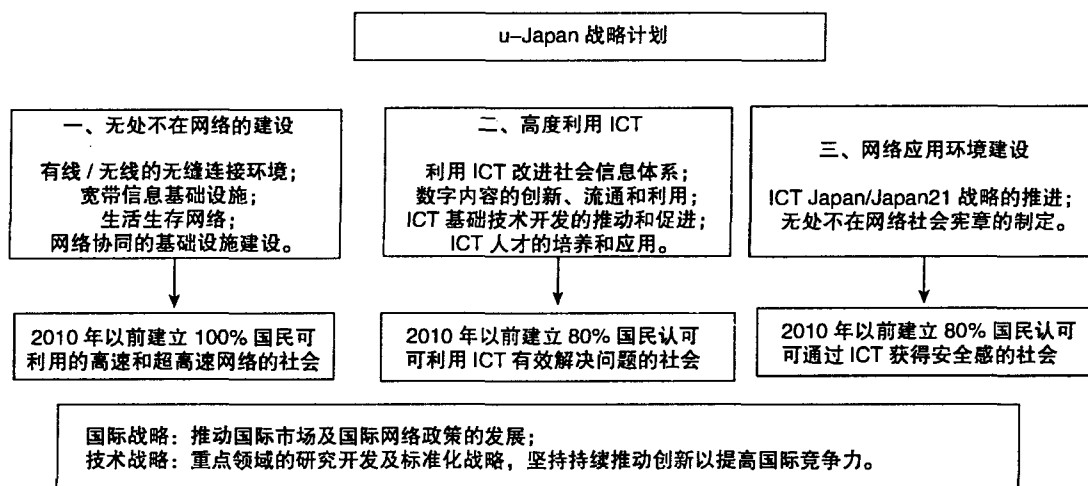 u–Japan 战略计划
一、无处不在网络的建设
有线 / 无线的无缝连接环境；
宽带信息基础设施；
生活生存网络；
网络协同的基础设施建设。
二、高度利用 ICT
利用 ICT 改进社会信息体系；
数字内容的创新、流通和利用；
ICT 基础技术开发的推动和促进；
ICT 人才的培养和应用。
三、网络应用环境建设
ICT Japan/Japan21 战略的推进；
无处不在网络社会宪章的制定。
2010 年以前建立 100% 国民可
利用的高速和超高速网络的社会
2010 年以前建立 80% 国民认可
可利用 ICT 有效解决问题的社会
2010 年以前建立 80% 国民认可
可通过 ICT 获得安全感的社会
国际战略：推动国际市场及国际网络政策的发展；
技术战略：重点领域的研究开发及标准化战略，坚持持续推动创新以提高国际竞争力。